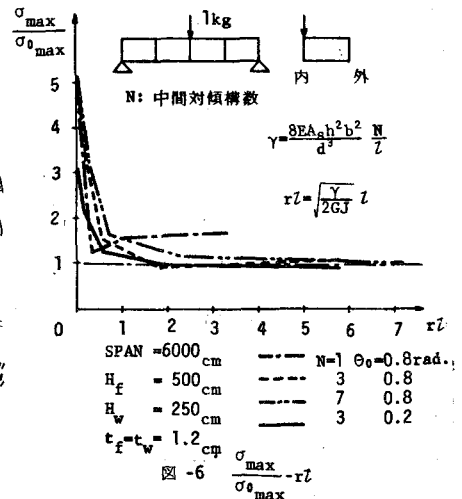 σmax
σ⁰max
1kg
内 外
N: 中間対傾構数
γ=8EAsh²b²/d³ N/l
rl=√(γ/2GJ) l
5
4
3
2
1
0 1 2 3 4 5 6 7 rl
SPAN =6000cm
Hf = 500cm
Hw = 250cm
tf=tw= 1.2cm
N=1 θ₀=0.8rad.,
3 0.8
7 0.8
3 0.2
図 -6 σmax/σ⁰max-rl